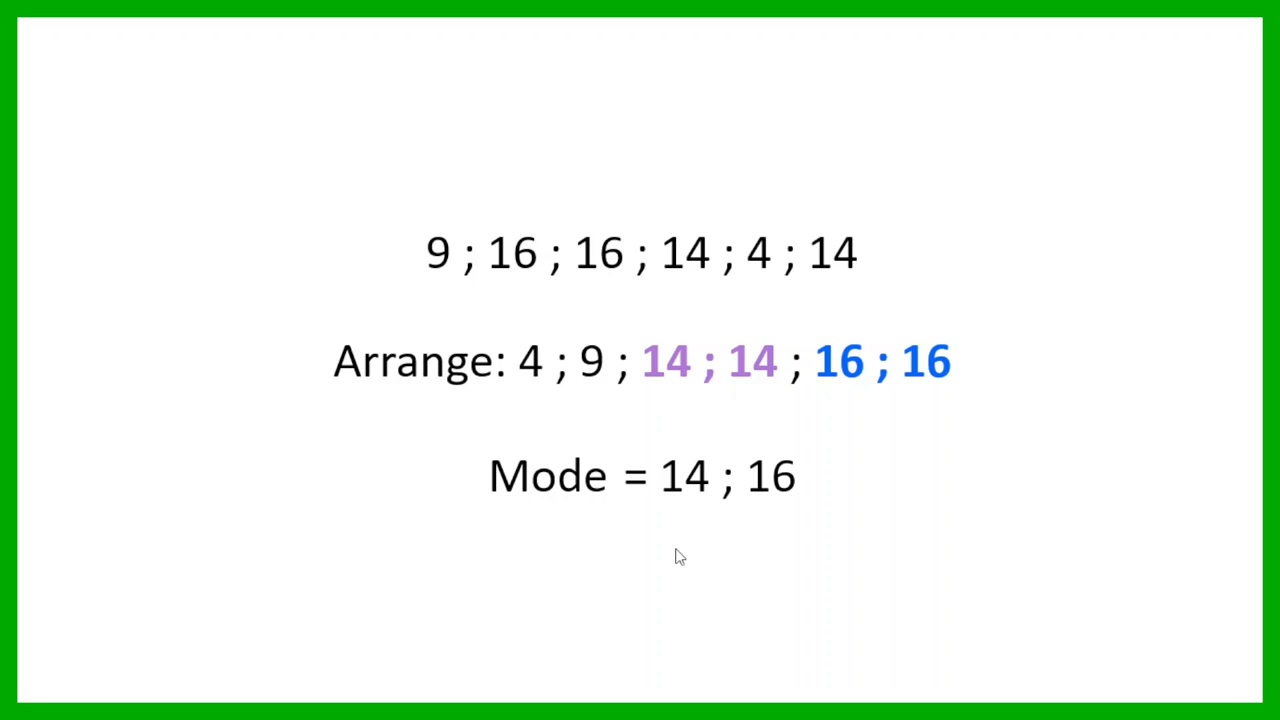 9 ; 16 ; 16 ; 14 ; 4 ; 14
Arrange: 4 ; 9 ; 14 ; 14 ; 16 ; 16
Mode = 14 ; 16